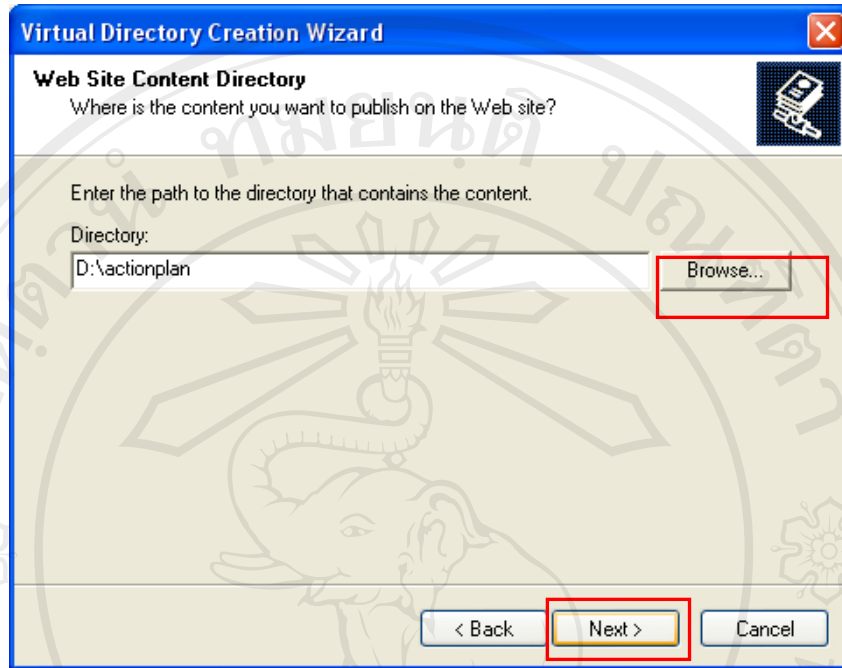 Virtual Directory Creation Wizard
Web Site Content Directory
Where is the content you want to publish on the Web site?
Enter the path to the directory that contains the content.
Directory:
D:\actionplan
Browse...
< Back
Next >
Cancel